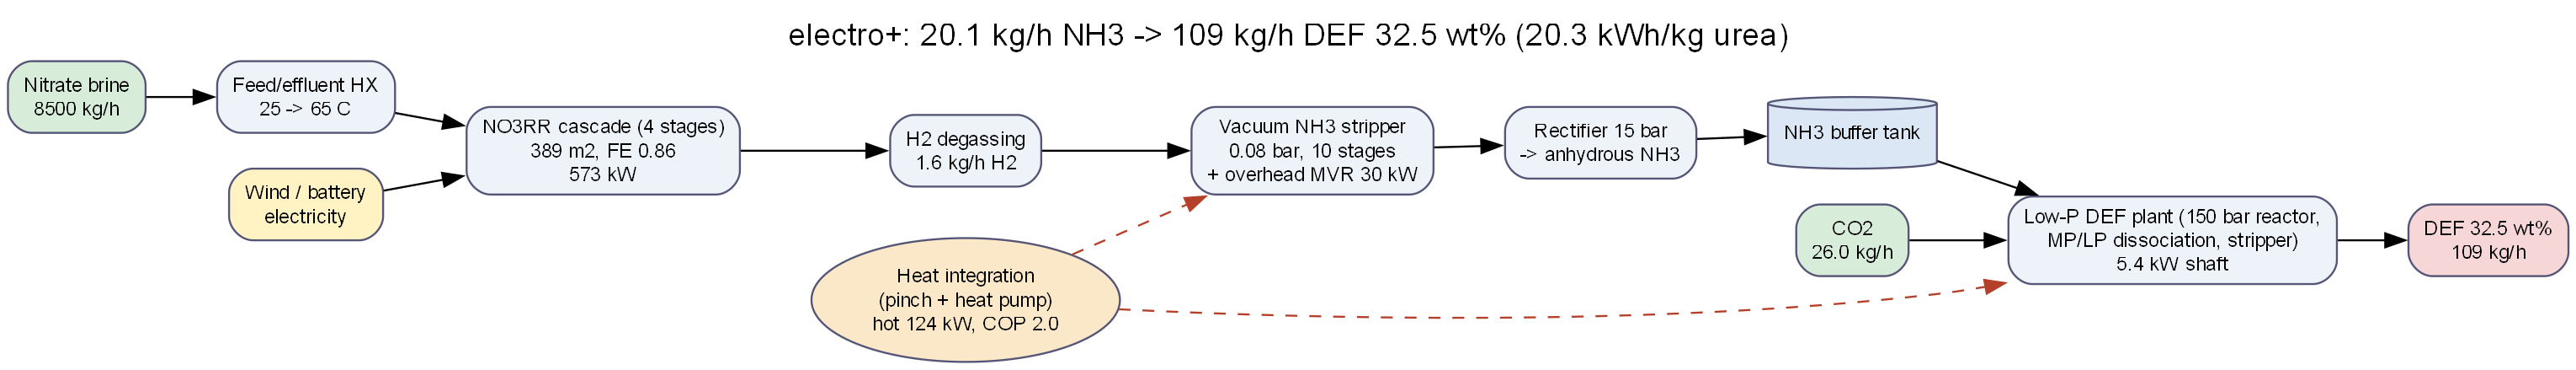 electro+: 20.1 kg/h NH3 -> 109 kg/h DEF 32.5 wt% (20.3 kWh/kg urea)
Nitrate brine
8500 kg/h
Feed/effluent HX
25 -> 65 C
Wind / battery
electricity
NO3RR cascade (4 stages)
389 m2, FE 0.86
573 kW
H2 degassing
1.6 kg/h H2
Heat integration
(pinch + heat pump)
hot 124 kW, COP 2.0
Vacuum NH3 stripper
0.08 bar, 10 stages
+ overhead MVR 30 kW
Rectifier 15 bar
-> anhydrous NH3
NH3 buffer tank
CO2
26.0 kg/h
Low-P DEF plant (150 bar reactor,
MP/LP dissociation, stripper)
5.4 kW shaft
DEF 32.5 wt%
109 kg/h